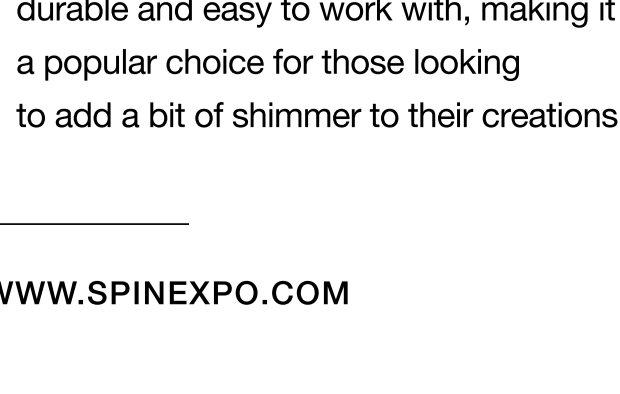 durable and easy to work with, making it
a popular choice for those looking
to add a bit of shimmer to their creations
WWW.SPINEXPO.COM